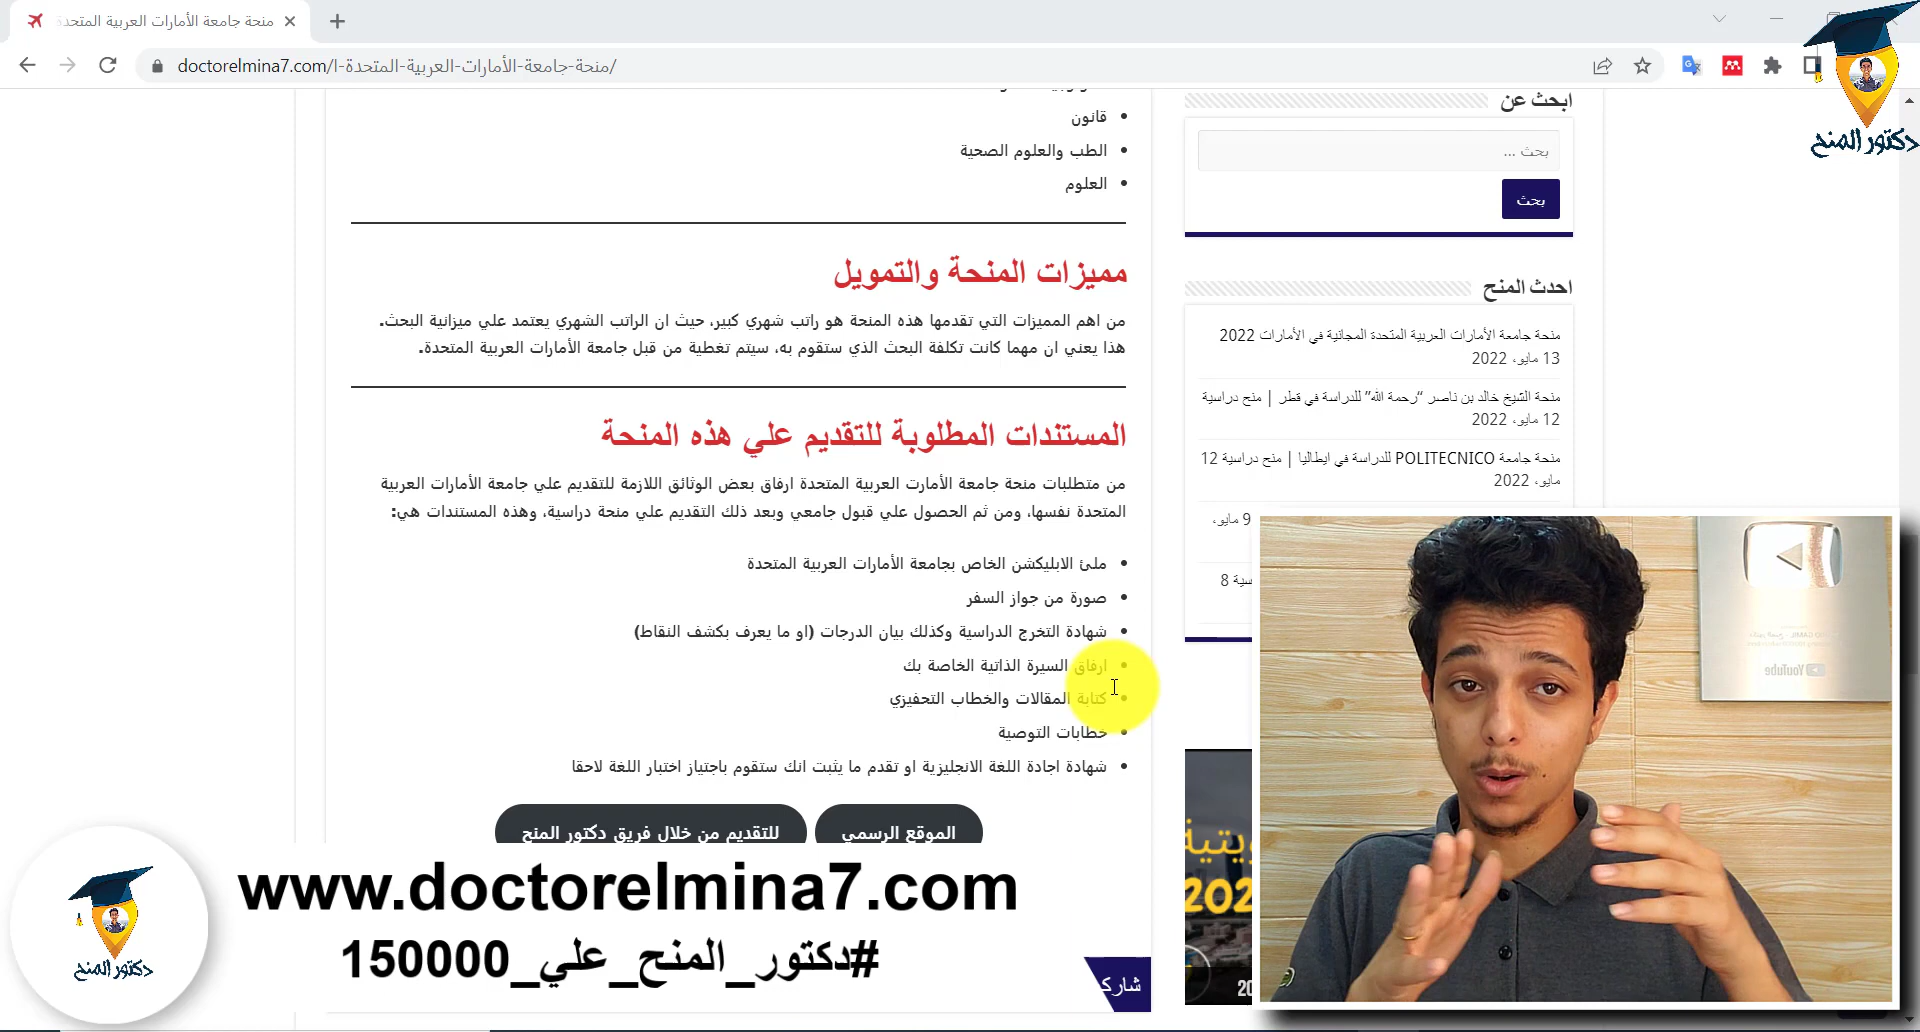 منحة جامعة الأمارات العربية المتحدة
doctorelmina7.com/منحة-جامعة-الأمارات-العربية-المتحدة-ا/
دكتور المنح
قانون
الطب والعلوم الصحية
العلوم
مميزات المنحة والتمويل
من اهم المميزات التي تقدمها هذه المنحة هو راتب شهري كبير، حيث ان الراتب الشهري يعتمد علي ميزانية البحث.
هذا يعني ان مهما كانت تكلفة البحث الذي ستقوم به، سيتم تغطية من قبل جامعة الأمارات العربية المتحدة.
المستندات المطلوبة للتقديم علي هذه المنحة
من متطلبات منحة جامعة الأمارت العربية المتحدة ارفاق بعض الوثائق اللازمة للتقديم علي جامعة الأمارات العربية
المتحدة نفسها، ومن ثم الحصول علي قبول جامعي وبعد ذلك التقديم علي منحة دراسية، وهذه المستندات هي:
ملئ الابليكشن الخاص بجامعة الأمارات العربية المتحدة
صورة من جواز السفر
شهادة التخرج الدراسية وكذلك بيان الدرجات (او ما يعرف بكشف النقاط)
ارفاق السيرة الذاتية الخاصة بك
كتابة المقالات والخطاب التحفيزي
خطابات التوصية
شهادة اجادة اللغة الانجليزية او تقدم ما يثبت انك ستقوم باجتياز اختبار اللغة لاحقا
الموقع الرسمي
للتقديم من خلال فريق دكتور المنح
ابحث عن
بحث ...
بحث
احدث المنح
منحة جامعة الأمارات العربية المتحدة المجانية في الأمارات 2022
13 مايو، 2022
منحة الشيخ خالد بن ناصر “رحمة الله” للدراسة في قطر | منح دراسية
12 مايو، 2022
منحة جامعة POLITECNICO للدراسة في ايطاليا | منح دراسية 12
مايو، 2022
9 مايو،
8
YouTube
2022
20
شارك
www.doctorelmina7.com
#دكتور_المنح_علي_150000
دكتور المنح